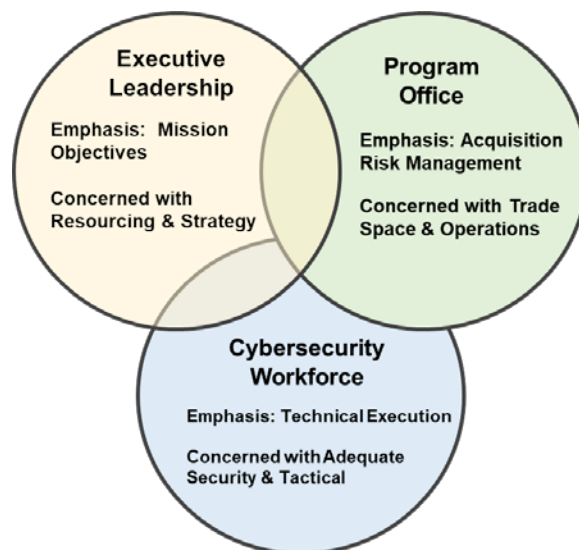 Executive
Leadership
Emphasis: Mission
Objectives
Concerned with
Resourcing & Strategy
Program
Office
Emphasis: Acquisition
Risk Management
Concerned with Trade
Space & Operations
Cybersecurity
Workforce
Emphasis: Technical Execution
Concerned with Adequate
Security & Tactical